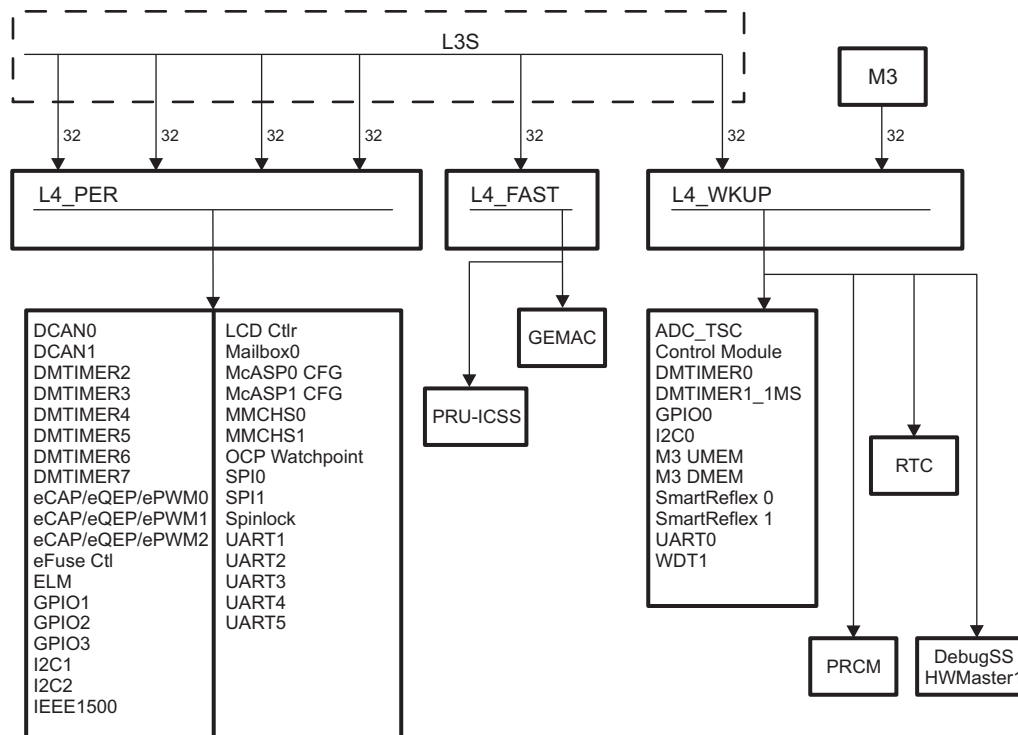 L3S
M3
32
32
32
32
32
32
32
L4_PER
L4_FAST
L4_WKUP
DCAN0
DCAN1
DMTIMER2
DMTIMER3
DMTIMER4
DMTIMER5
DMTIMER6
DMTIMER7
eCAP/eQEP/ePWM0
eCAP/eQEP/ePWM1
eCAP/eQEP/ePWM2
eFuse Ctl
ELM
GPIO1
GPIO2
GPIO3
I2C1
I2C2
IEEE1500
LCD Ctlr
Mailbox0
McASP0 CFG
McASP1 CFG
MMCHS0
MMCHS1
OCP Watchpoint
SPI0
SPI1
Spinlock
UART1
UART2
UART3
UART4
UART5
PRU-ICSS
GEMAC
ADC_TSC
Control Module
DMTIMER0
DMTIMER1_1MS
GPIO0
I2C0
M3 UMEM
M3 DMEM
SmartReflex 0
SmartReflex 1
UART0
WDT1
PRCM
RTC
DebugSS
HWMaster1